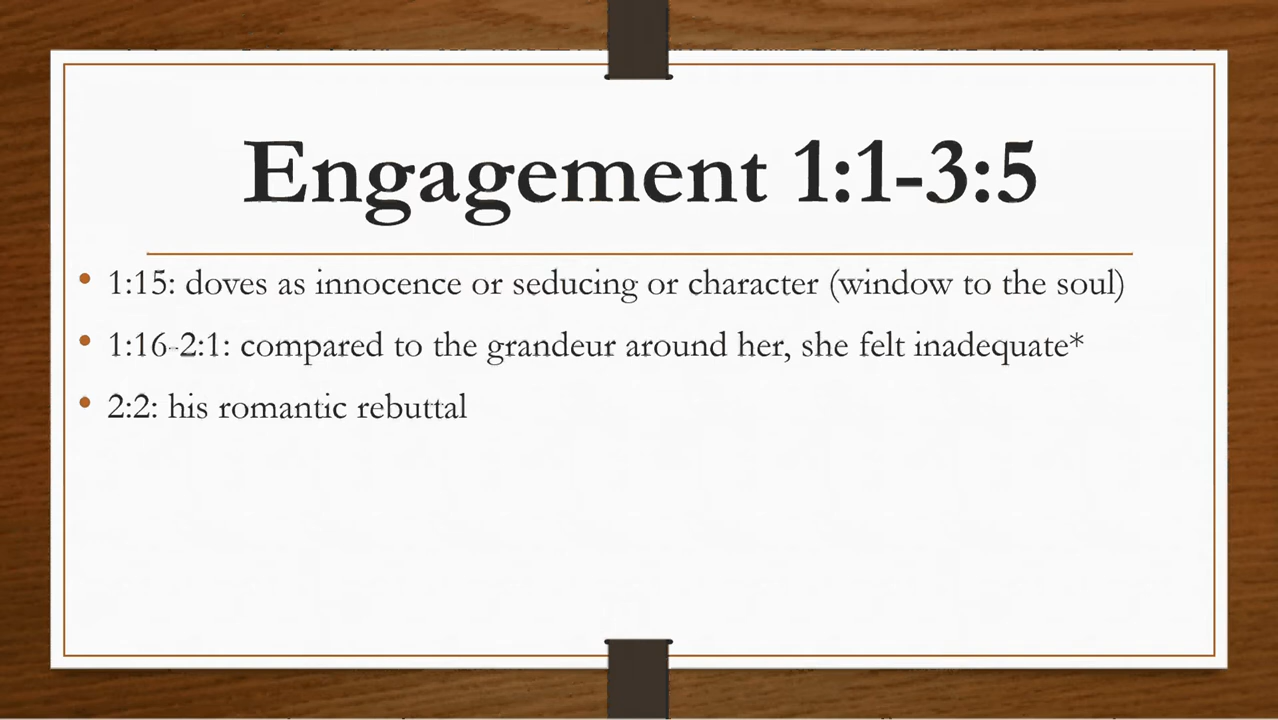 Engagement 1:1-3:5
• 1:15: doves as innocence or seducing or character (window to the soul)
• 1:16-2:1: compared to the grandeur around her, she felt inadequate*
• 2:2: his romantic rebuttal